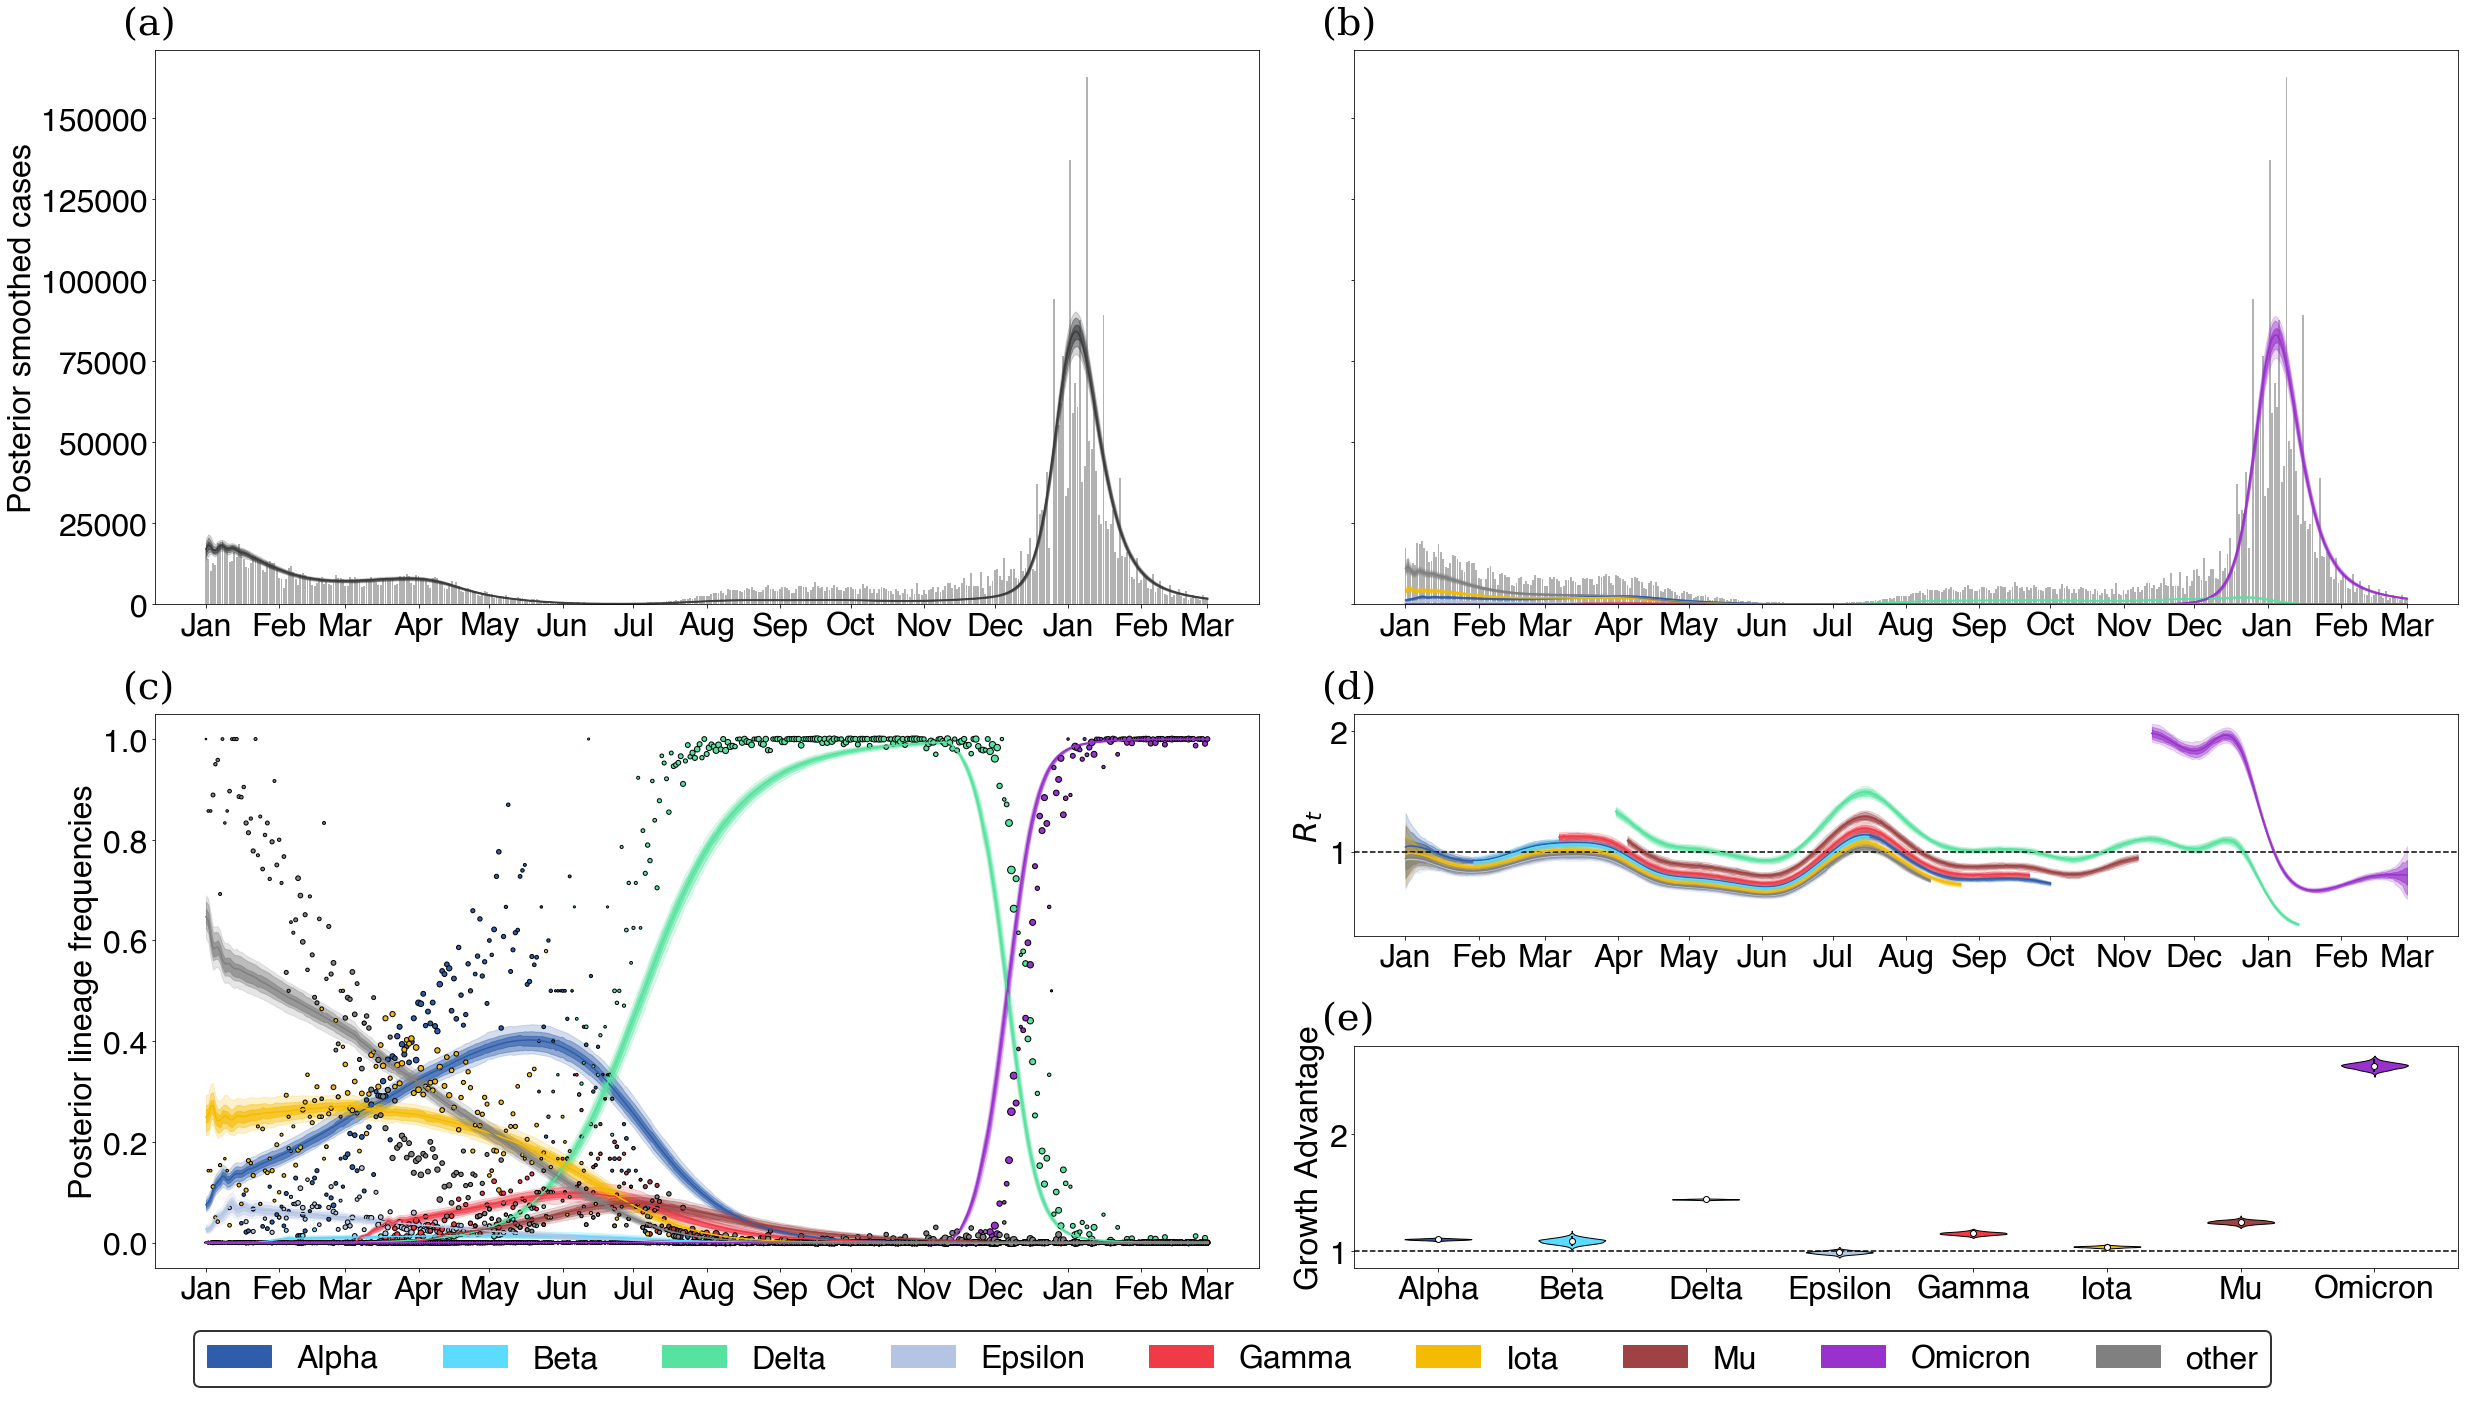 (a)
Posterior smoothed cases
150000
125000
100000
75000
50000
25000
0
Jan Feb Mar Apr May Jun Jul Aug Sep Oct Nov Dec Jan Feb Mar
(b)
Jan Feb Mar Apr May Jun Jul Aug Sep Oct Nov Dec Jan Feb Mar
(c)
Posterior lineage frequencies
1.0
0.8
0.6
0.4
0.2
0.0
Jan Feb Mar Apr May Jun Jul Aug Sep Oct Nov Dec Jan Feb Mar
(d)
R_t
2
1
Jan Feb Mar Apr May Jun Jul Aug Sep Oct Nov Dec Jan Feb Mar
(e)
Growth Advantage
2
1
Alpha Beta Delta Epsilon Gamma Iota Mu Omicron
Alpha Beta Delta Epsilon Gamma Iota Mu Omicron other